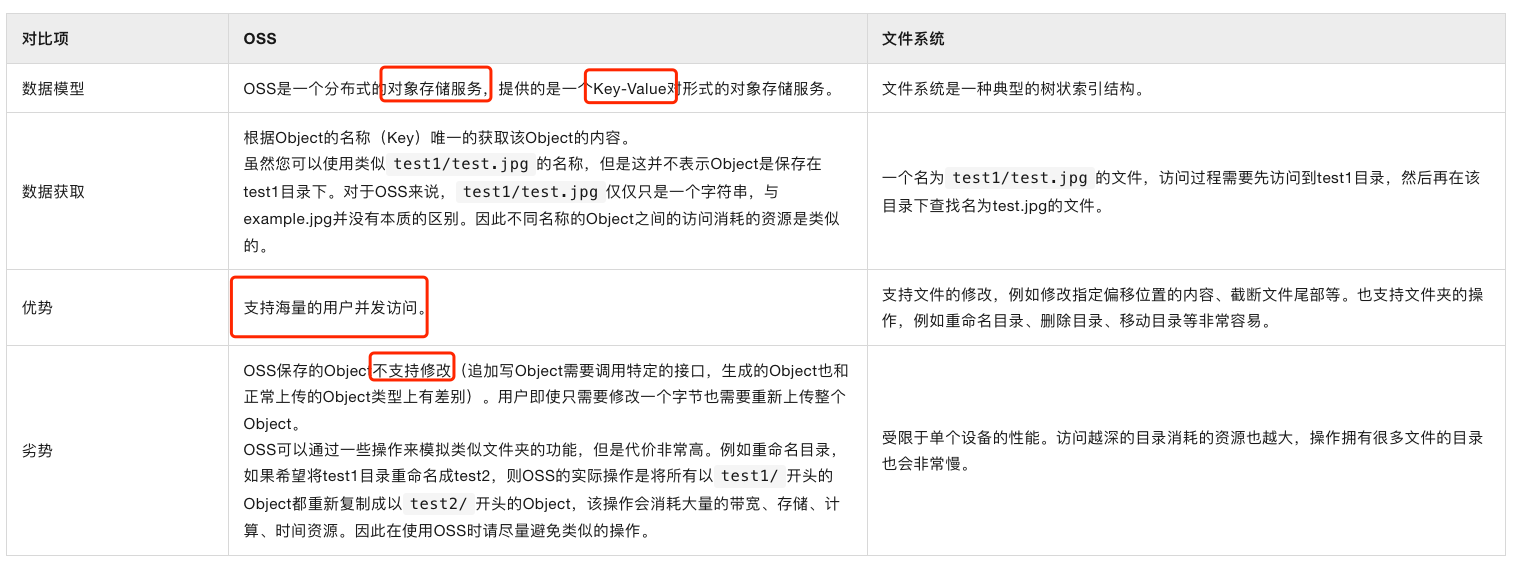 对比项
OSS
文件系统
数据模型
OSS是一个分布式的对象存储服务，提供的是一个Key-Value对形式的对象存储服务。
文件系统是一种典型的树状索引结构。
数据获取
根据Object的名称（Key）唯一的获取该Object的内容。
虽然您可以使用类似 test1/test.jpg 的名称，但是这并不表示Object是保存在
test1目录下。对于OSS来说， test1/test.jpg 仅仅只是一个字符串，与
example.jpg并没有本质的区别。因此不同名称的Object之间的访问消耗的资源是类似
的。
一个名为 test1/test.jpg 的文件，访问过程需要先访问到test1目录，然后再在该
目录下查找名为test.jpg的文件。
优势
支持海量的用户并发访问。
支持文件的修改，例如修改指定偏移位置的内容、截断文件尾部等。也支持文件夹的操
作，例如重命名目录、删除目录、移动目录等非常容易。
劣势
OSS保存的Object不支持修改（追加写Object需要调用特定的接口，生成的Object也和
正常上传的Object类型上有差别）。用户即使只需要修改一个字节也需要重新上传整个
Object。
OSS可以通过一些操作来模拟类似文件夹的功能，但是代价非常高。例如重命名目录，
如果希望将test1目录重命名成test2，则OSS的实际操作是将所有以 test1/ 开头的
Object都重新复制成以 test2/ 开头的Object，该操作会消耗大量的带宽、存储、计
算、时间资源。因此在使用OSS时请尽量避免类似的操作。
受限于单个设备的性能。访问越深的目录消耗的资源也越大，操作拥有很多文件的目录
也会非常慢。